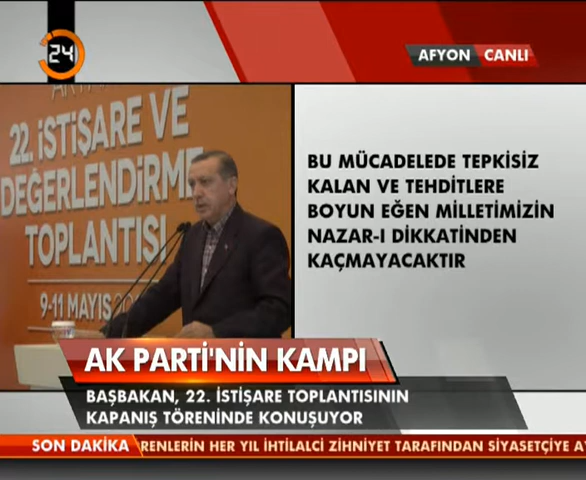 24
AFYON CANLI
22. İSTİŞARE VE
DEĞERLENDİRME
TOPLANTISI
9-11 MAYIS
BU MÜCADELEDE TEPKİSİZ
KALAN VE TEHDİTLERE
BOYUN EĞEN MİLLETİMİZİN
NAZAR-I DİKKATİNDEN
KAÇMAYACAKTIR
AK PARTİ'NİN KAMPI
BAŞBAKAN, 22. İSTİŞARE TOPLANTISININ
KAPANIŞ TÖRENİNDE KONUŞUYOR
SON DAKİKA RENLERİN HER YIL İHTİLALCİ ZİHNİYET TARAFINDAN SİYASETÇİYE AY